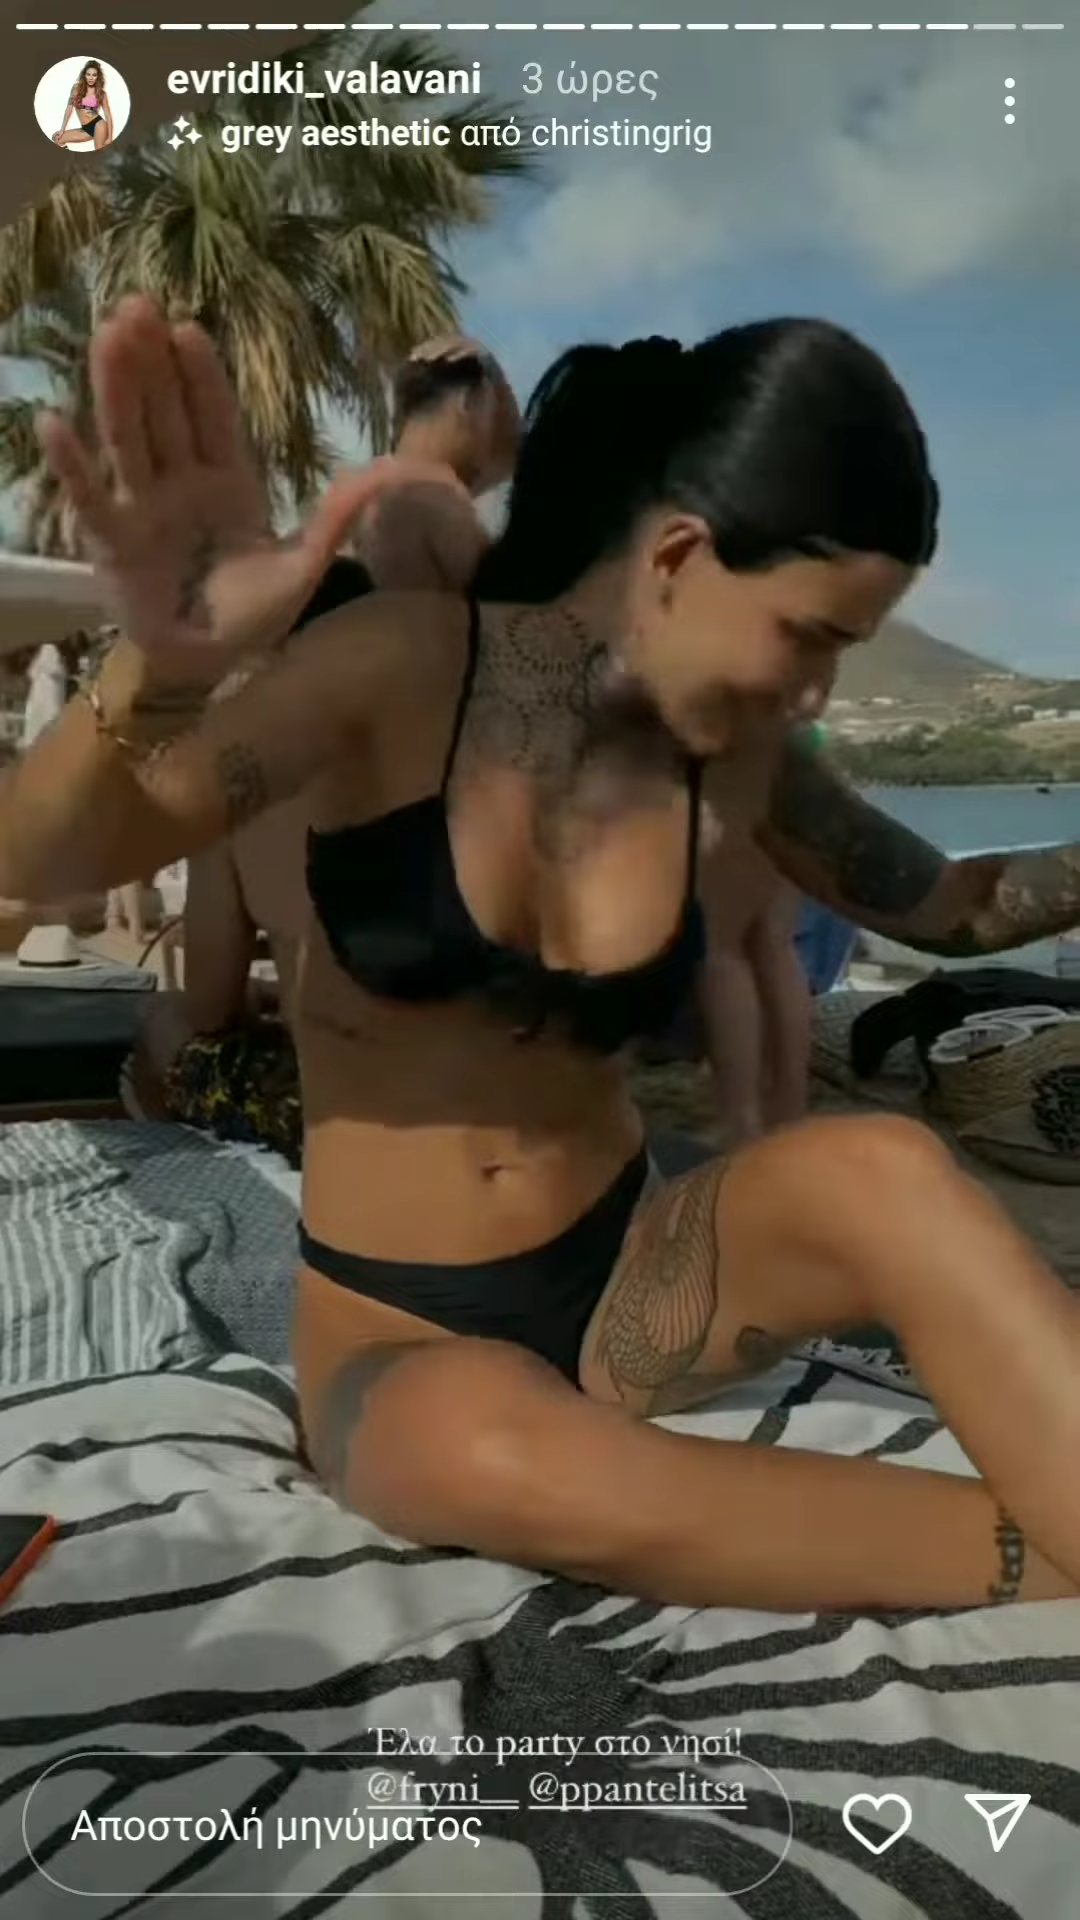 evridiki_valavani 3 ώρες
grey aesthetic από christingrig
Έλα το party στο νησί!
@fryni__ @ppantelitsa
Αποστολή μηνύματος